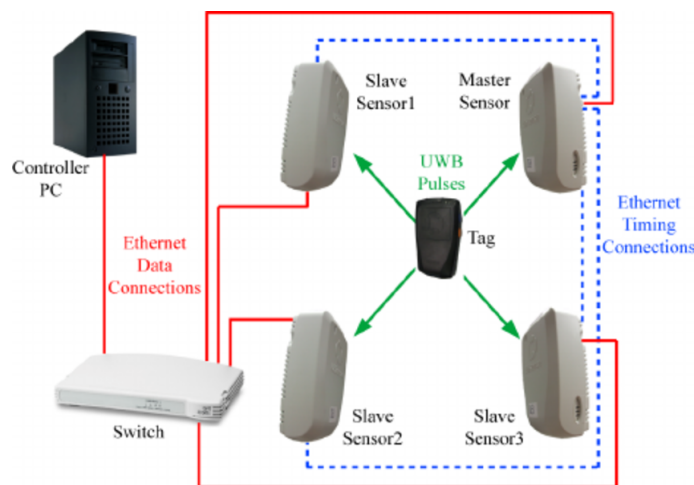 Slave
Sensor1
Master
Sensor
Controller
PC
UWB
Pulses
Tag
Ethernet
Timing
Connections
Ethernet
Data
Connections
Switch
Slave
Sensor2
Slave
Sensor3